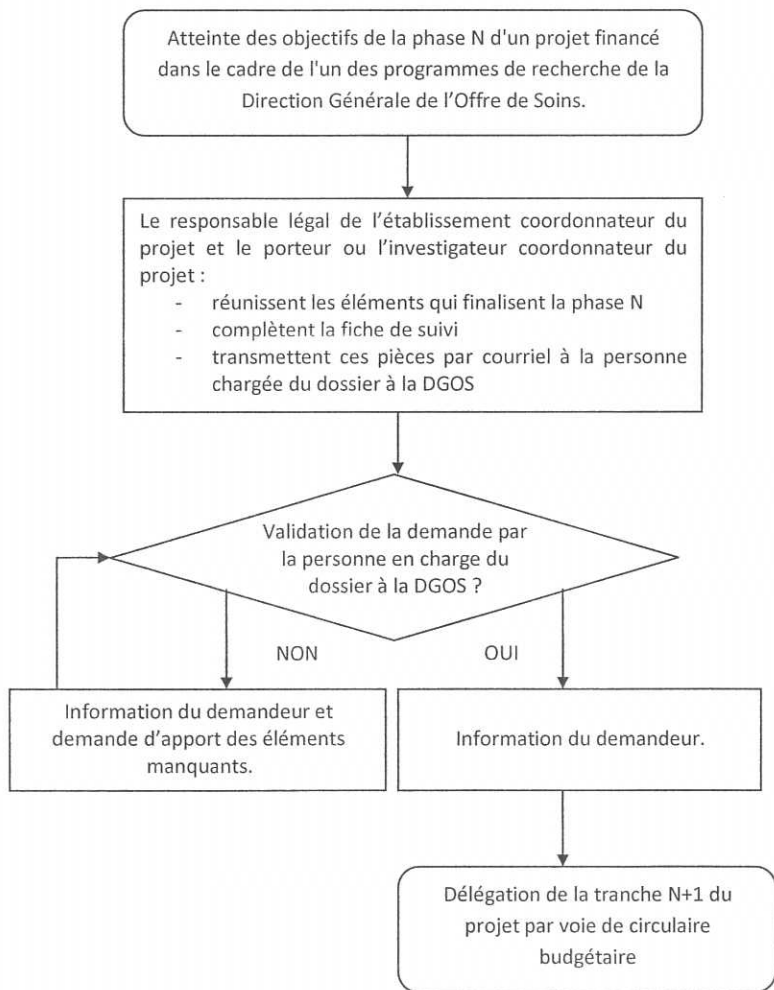 Atteinte des objectifs de la phase N d'un projet financé
dans le cadre de l'un des programmes de recherche de la
Direction Générale de l'Offre de Soins.
Le responsable légal de l'établissement coordonnateur du
projet et le porteur ou l'investigateur coordonnateur du
projet :
- réunissent les éléments qui finalisent la phase N
- complètent la fiche de suivi
- transmettent ces pièces par courriel à la personne
chargée du dossier à la DGOS
Validation de la demande par
la personne en charge du
dossier à la DGOS ?
NON
OUI
Information du demandeur et
demande d'apport des éléments
manquants.
Information du demandeur.
Délégation de la tranche N+1 du
projet par voie de circulaire
budgétaire